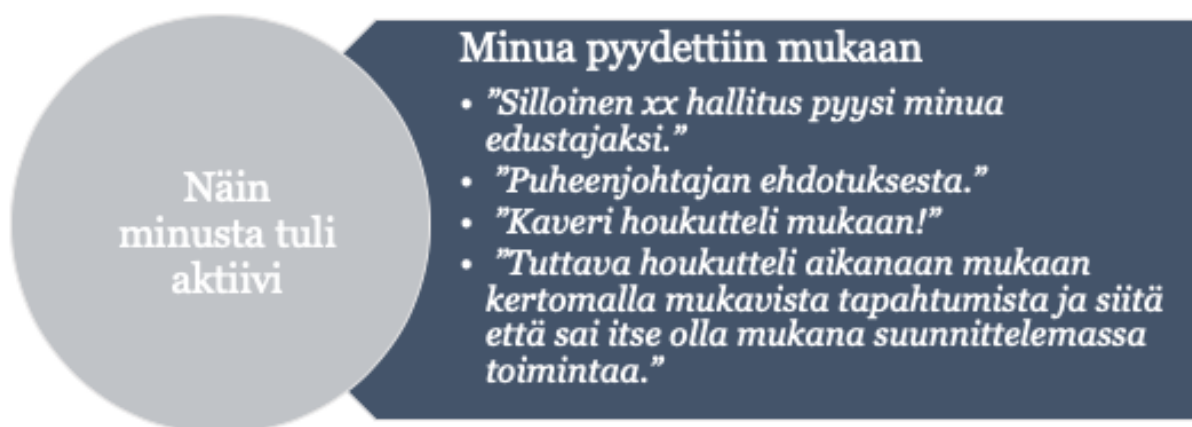 Näin
minusta tuli
aktiivi
Minua pyydettiin mukaan
• ”Silloinen xx hallitus pyysi minua
edustajaksi.”
• ”Puheenjohtajan ehdotuksesta.”
• ”Kaveri houkutteli mukaan!”
• ”Tuttava houkutteli aikanaan mukaan
kertomalla mukavista tapahtumista ja siitä
että sai itse olla mukana suunnittelemassa
toimintaa.”